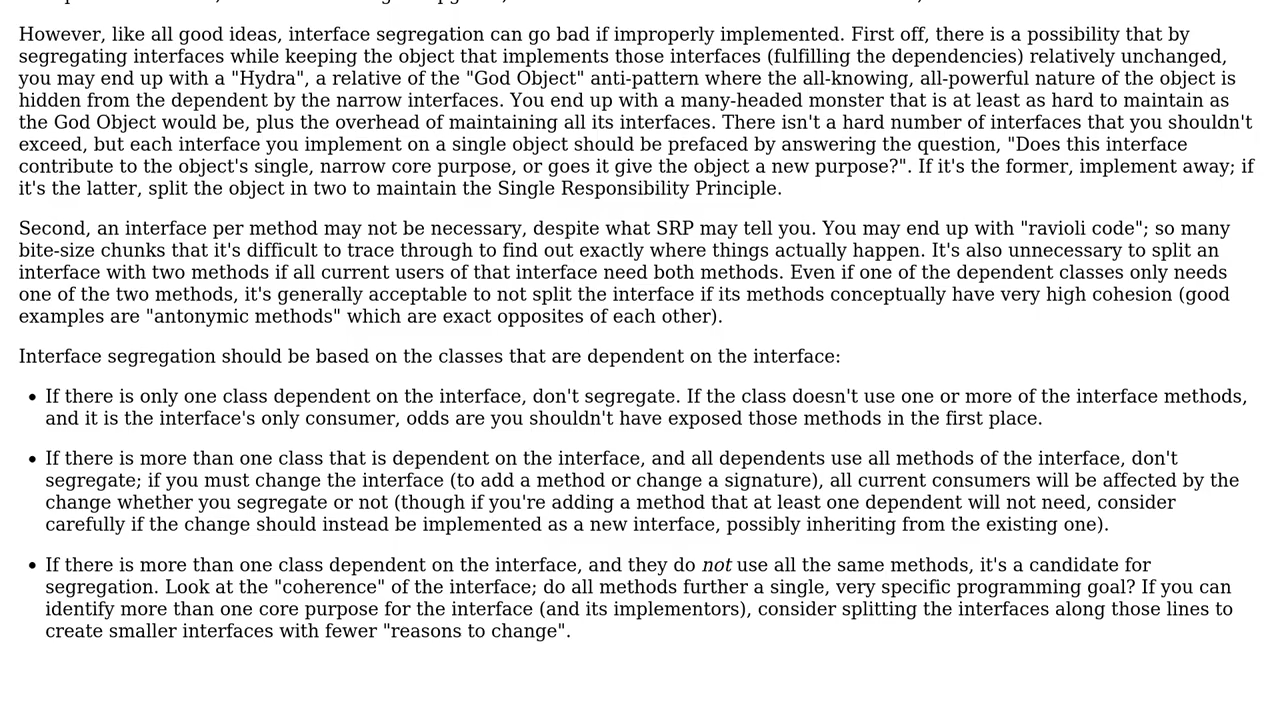 However, like all good ideas, interface segregation can go bad if improperly implemented. First off, there is a possibility that by
segregating interfaces while keeping the object that implements those interfaces (fulfilling the dependencies) relatively unchanged,
you may end up with a "Hydra", a relative of the "God Object" anti-pattern where the all-knowing, all-powerful nature of the object is
hidden from the dependent by the narrow interfaces. You end up with a many-headed monster that is at least as hard to maintain as
the God Object would be, plus the overhead of maintaining all its interfaces. There isn't a hard number of interfaces that you shouldn't
exceed, but each interface you implement on a single object should be prefaced by answering the question, "Does this interface
contribute to the object's single, narrow core purpose, or goes it give the object a new purpose?". If it's the former, implement away; if
it's the latter, split the object in two to maintain the Single Responsibility Principle.
Second, an interface per method may not be necessary, despite what SRP may tell you. You may end up with "ravioli code"; so many
bite-size chunks that it's difficult to trace through to find out exactly where things actually happen. It's also unnecessary to split an
interface with two methods if all current users of that interface need both methods. Even if one of the dependent classes only needs
one of the two methods, it's generally acceptable to not split the interface if its methods conceptually have very high cohesion (good
examples are "antonymic methods" which are exact opposites of each other).
Interface segregation should be based on the classes that are dependent on the interface:
• If there is only one class dependent on the interface, don't segregate. If the class doesn't use one or more of the interface methods,
and it is the interface's only consumer, odds are you shouldn't have exposed those methods in the first place.
• If there is more than one class that is dependent on the interface, and all dependents use all methods of the interface, don't
segregate; if you must change the interface (to add a method or change a signature), all current consumers will be affected by the
change whether you segregate or not (though if you're adding a method that at least one dependent will not need, consider
carefully if the change should instead be implemented as a new interface, possibly inheriting from the existing one).
• If there is more than one class dependent on the interface, and they do not use all the same methods, it's a candidate for
segregation. Look at the "coherence" of the interface; do all methods further a single, very specific programming goal? If you can
identify more than one core purpose for the interface (and its implementors), consider splitting the interfaces along those lines to
create smaller interfaces with fewer "reasons to change".